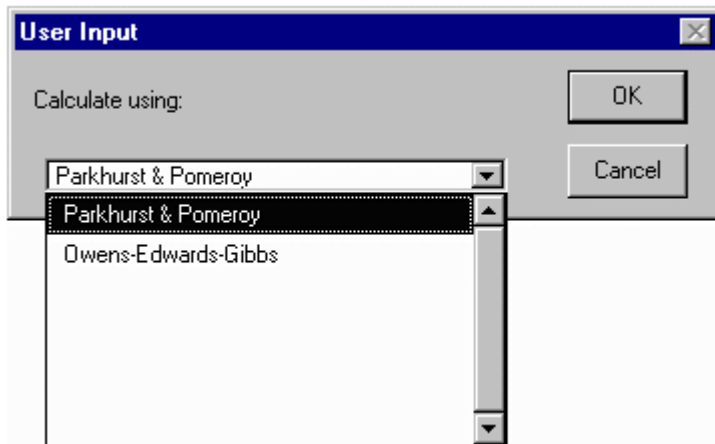 User Input
Calculate using:
OK
Parkhurst & Pomeroy
Cancel
Parkhurst & Pomeroy
Owens-Edwards-Gibbs